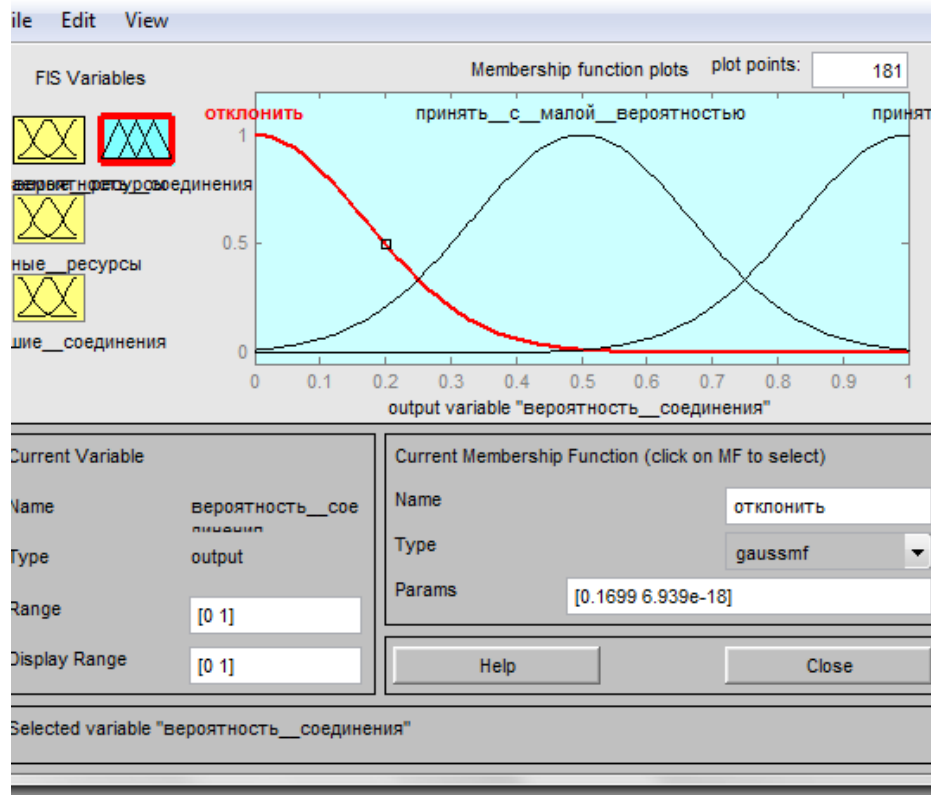 ile Edit View
FIS Variables
Membership function plots plot points: 181
отклонить принять__с__малой__вероятностью принят
1
0.5
0
0 0.1 0.2 0.3 0.4 0.5 0.6 0.7 0.8 0.9 1
output variable "вероятность__соединения"
ные__ресурсы
шие__соединения
Current Variable
Name вероятность__сое
Type output
Range [0 1]
Display Range [0 1]
Current Membership Function (click on MF to select)
Name отклонить
Type gaussmf
Params [0.1699 6.939e-18]
Help Close
Selected variable "вероятность__соединения"